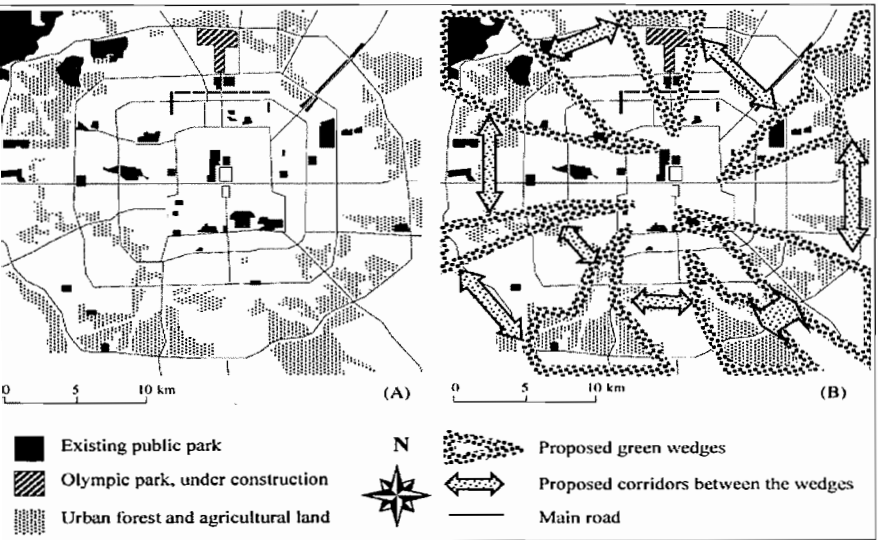 0 5 10 km (A)
0 5 10 km (B)
Existing public park
Olympic park, under construction
Urban forest and agricultural land
N
Proposed green wedges
Proposed corridors between the wedges
Main road